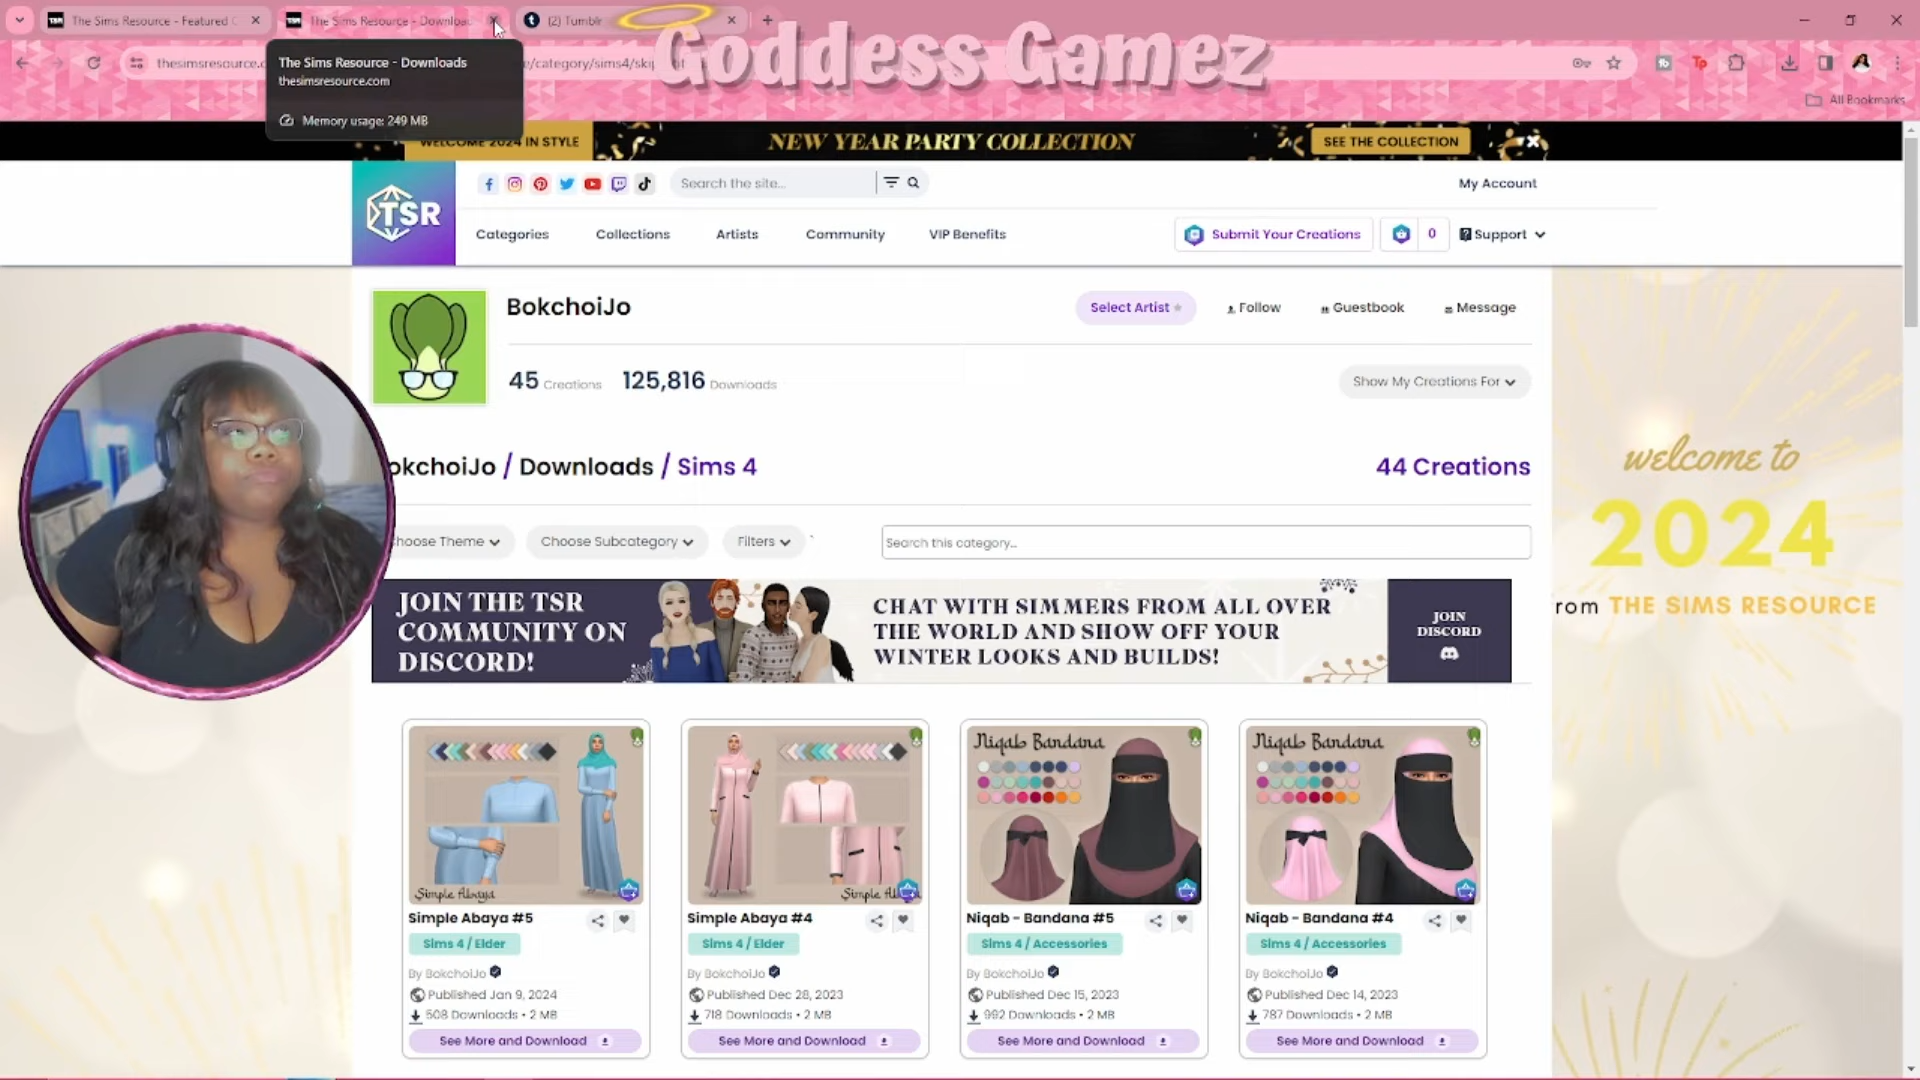 The Sims Resource - Featured C
The Sims Resource - Download
(2) Tumblr
Goddess Gamez
thesimsresource.c
e/category/sims4/skip
All Bookmarks
The Sims Resource - Downloads
thesimsresource.com
Memory usage: 249 MB
WELCOME 2024 IN STYLE
NEW YEAR PARTY COLLECTION
SEE THE COLLECTION
TSR
Search the site...
My Account
Categories
Collections
Artists
Community
VIP Benefits
Submit Your Creations
0
Support
BokchoiJo
Select Artist
Follow
Guestbook
Message
45 Creations
125,816 Downloads
Show My Creations For
okchoiJo / Downloads / Sims 4
44 Creations
hoose Theme
Choose Subcategory
Filters
Search this category...
JOIN THE TSR
COMMUNITY ON
DISCORD!
CHAT WITH SIMMERS FROM ALL OVER
THE WORLD AND SHOW OFF YOUR
WINTER LOOKS AND BUILDS!
JOIN
DISCORD
welcome to
2024
rom THE SIMS RESOURCE
Simple Abaya
Simple Abaya #5
Sims 4 / Elder
By BokchoiJo
Published Jan 9, 2024
508 Downloads • 2 MB
See More and Download
Simple Ab
Simple Abaya #4
Sims 4 / Elder
By BokchoiJo
Published Dec 28, 2023
718 Downloads • 2 MB
See More and Download
Niqab Bandana
Niqab - Bandana #5
Sims 4 / Accessories
By BokchoiJo
Published Dec 15, 2023
992 Downloads • 2 MB
See More and Download
Niqab Bandana
Niqab - Bandana #4
Sims 4 / Accessories
By BokchoiJo
Published Dec 14, 2023
787 Downloads • 2 MB
See More and Download